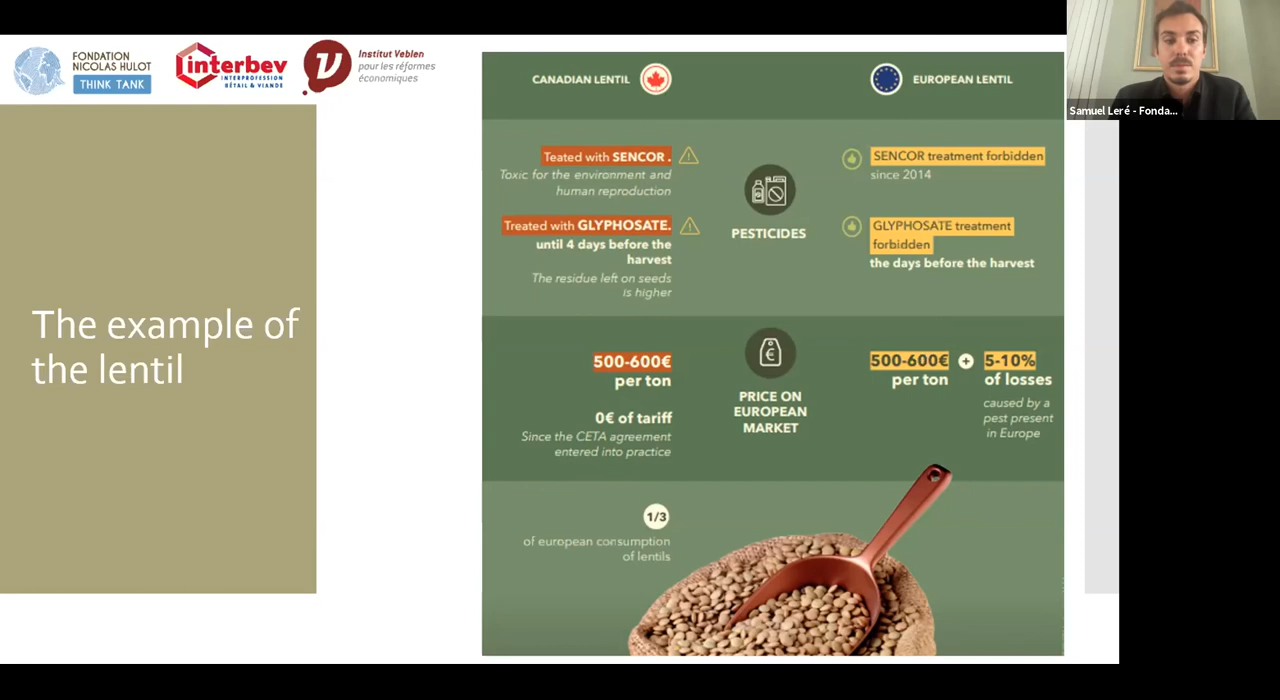 FONDATION
NICOLAS HULOT
THINK TANK
interbev
INTERPROFESSION
BÉTAIL & VIANDE
Institut Veblen
pour les réformes
économiques
Samuel Leré - Fonda...
The example of
the lentil
CANADIAN LENTIL
EUROPEAN LENTIL
Teated with SENCOR .
Toxic for the environment and
human reproduction
Treated with GLYPHOSATE.
until 4 days before the
harvest
The residue left on seeds
is higher
PESTICIDES
SENCOR treatment forbidden
since 2014
GLYPHOSATE treatment
forbidden
the days before the harvest
500-600€
per ton
0€ of tariff
Since the CETA agreement
entered into practice
€
PRICE ON
EUROPEAN
MARKET
500-600€ + 5-10%
per ton of losses
caused by a
pest present
in Europe
1/3
of european consumption
of lentils